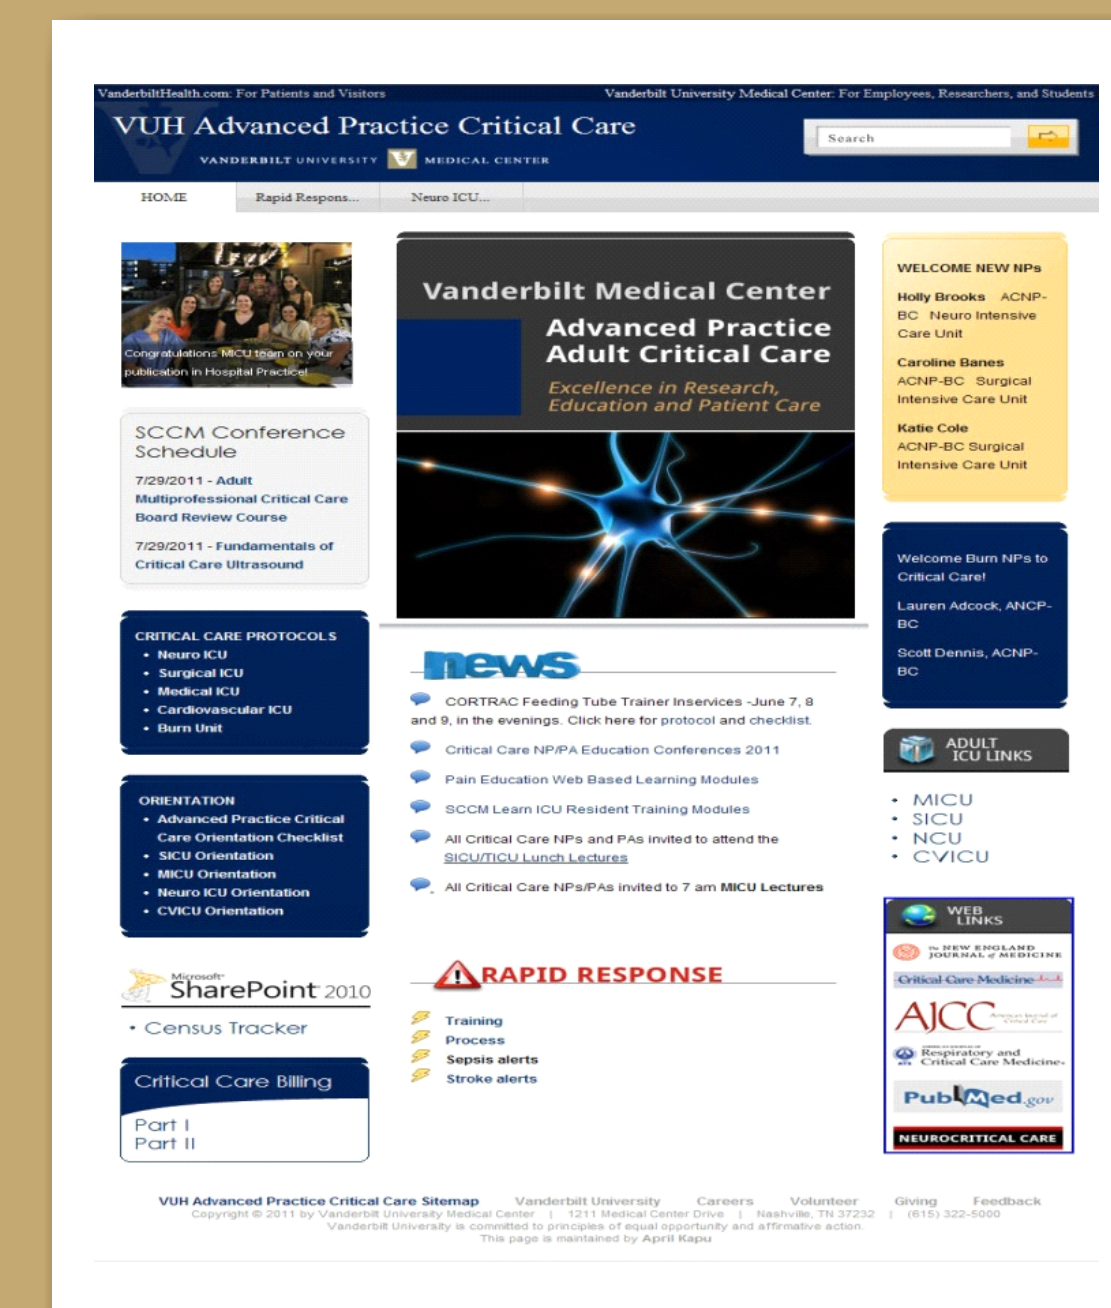 VanderbiltHealth.com: For Patients and Visitors
Vanderbilt University Medical Center: For Employees, Researchers, and Students
VUH Advanced Practice Critical Care
VANDERBILT UNIVERSITY V MEDICAL CENTER
Search
HOME
Rapid Respons...
Neuro ICU...
Congratulations MICU team on your
publication in Hospital Practice!
SCCM Conference
Schedule
7/29/2011 - Adult
Multiprofessional Critical Care
Board Review Course
7/29/2011 - Fundamentals of
Critical Care Ultrasound
CRITICAL CARE PROTOCOLS
• Neuro ICU
• Surgical ICU
• Medical ICU
• Cardiovascular ICU
• Burn Unit
ORIENTATION
• Advanced Practice Critical
Care Orientation Checklist
• SICU Orientation
• MICU Orientation
• Neuro ICU Orientation
• CVICU Orientation
Microsoft
SharePoint 2010
• Census Tracker
Critical Care Billing
Part I
Part II
Vanderbilt Medical Center
Advanced Practice
Adult Critical Care
Excellence in Research,
Education and Patient Care
news
CORTRAC Feeding Tube Trainer Inservices -June 7, 8
and 9, in the evenings. Click here for protocol and checklist.
Critical Care NP/PA Education Conferences 2011
Pain Education Web Based Learning Modules
SCCM Learn ICU Resident Training Modules
All Critical Care NPs and PAs invited to attend the
SICU/TICU Lunch Lectures
All Critical Care NPs/PAs invited to 7 am MICU Lectures
RAPID RESPONSE
Training
Process
Sepsis alerts
Stroke alerts
WELCOME NEW NPs
Holly Brooks ACNP-
BC Neuro Intensive
Care Unit
Caroline Banes
ACNP-BC Surgical
Intensive Care Unit
Katie Cole
ACNP-BC Surgical
Intensive Care Unit
Welcome Burn NPs to
Critical Care!
Lauren Adcock, ANCP-
BC
Scott Dennis, ACNP-
BC
ADULT
ICU LINKS
• MICU
• SICU
• NCU
• CVICU
WEB
LINKS
The NEW ENGLAND
JOURNAL of MEDICINE
Critical Care Medicine
AJCC American Journal of
Critical Care
AMERICAN JOURNAL OF
Respiratory and
Critical Care Medicine
PubMed.gov
NEUROCRITICAL CARE
VUH Advanced Practice Critical Care Sitemap Vanderbilt University Careers Volunteer Giving Feedback
Copyright © 2011 by Vanderbilt University Medical Center | 1211 Medical Center Drive | Nashville, TN 37232 | (615) 322-5000
Vanderbilt University is committed to principles of equal opportunity and affirmative action.
This page is maintained by April Kapu